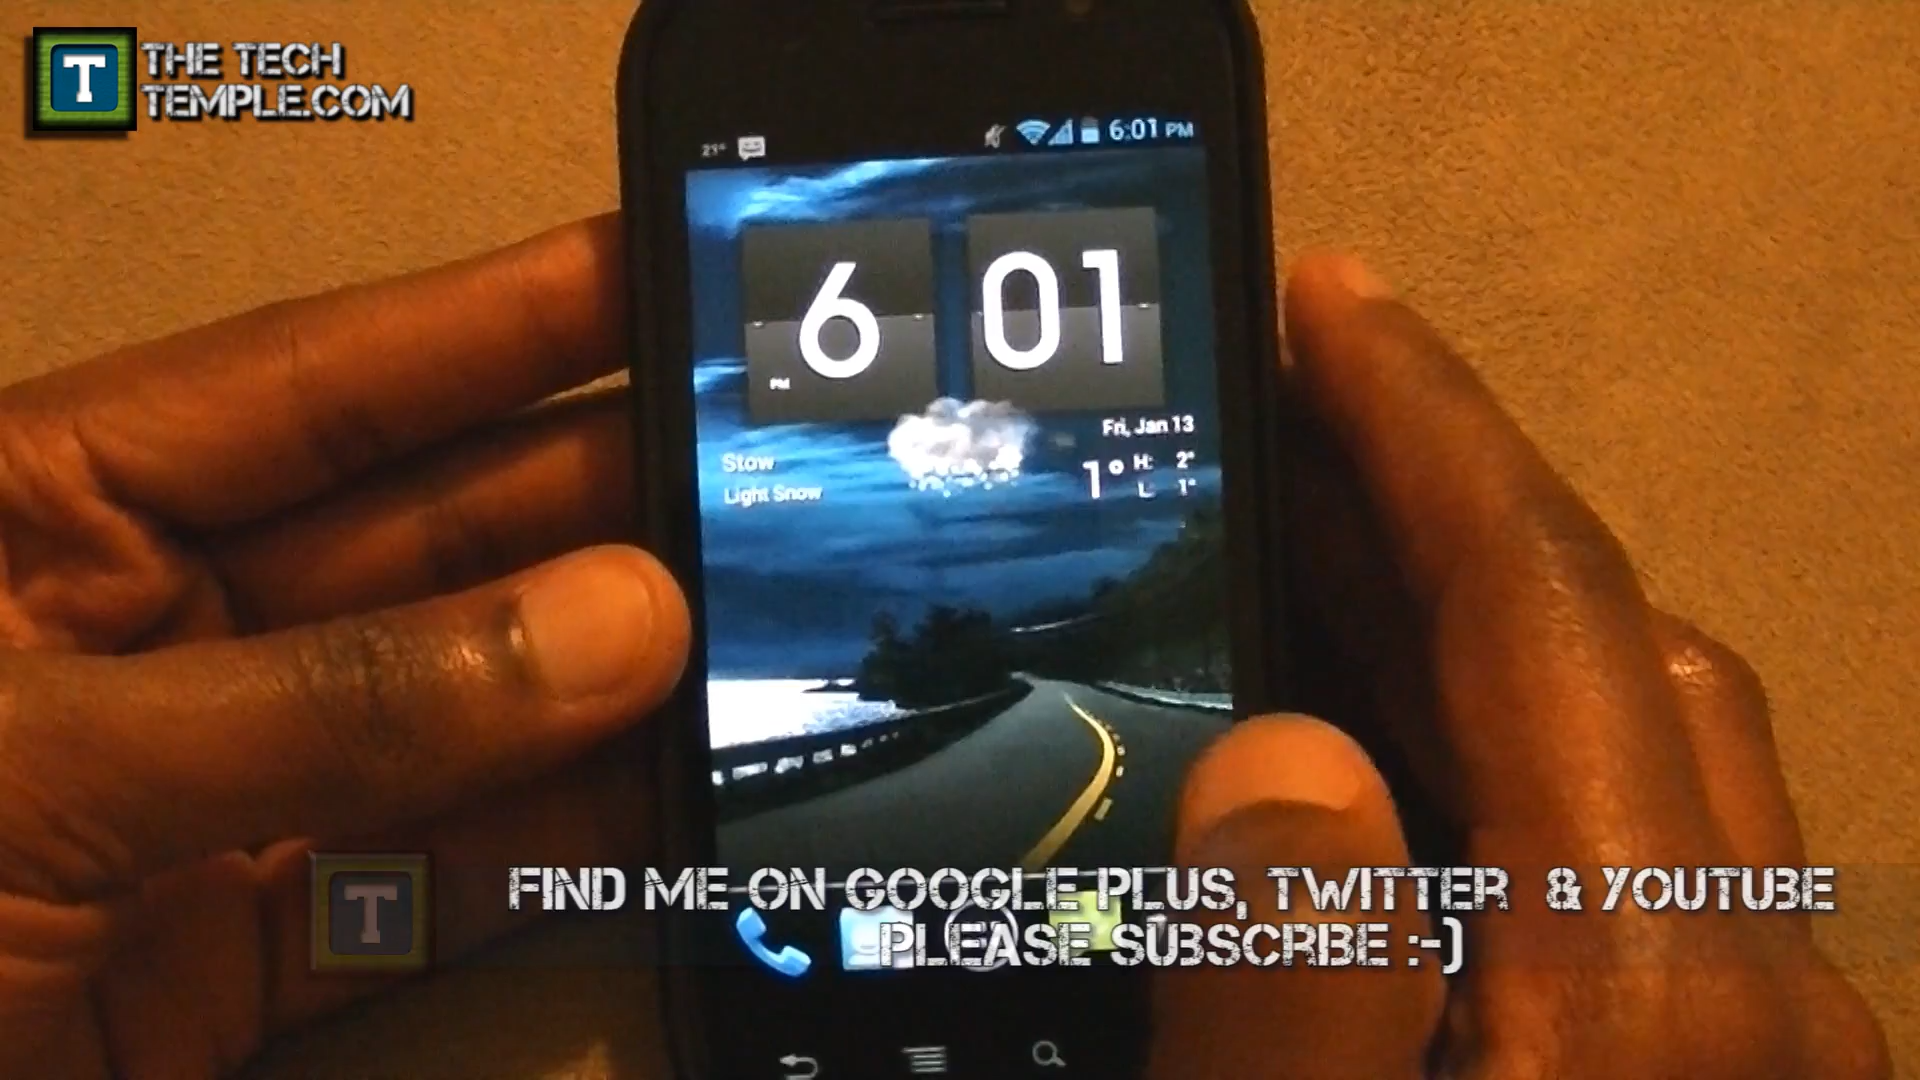 T THE TECH
TEMPLE.COM
21° 6:01 PM
6 01
PM
Fri, Jan 13
Stow
Light Snow
1° H: 2°
L: 1°
T
FIND ME ON GOOGLE PLUS, TWITTER & YOUTUBE
PLEASE SUBSCRIBE :-)